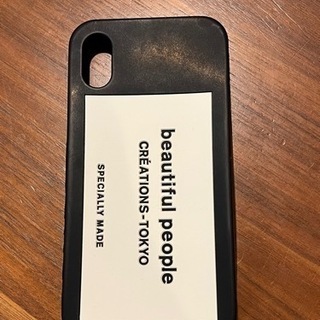 beautiful people
CRÉATIONS-TOKYO
SPECIALLY MADE